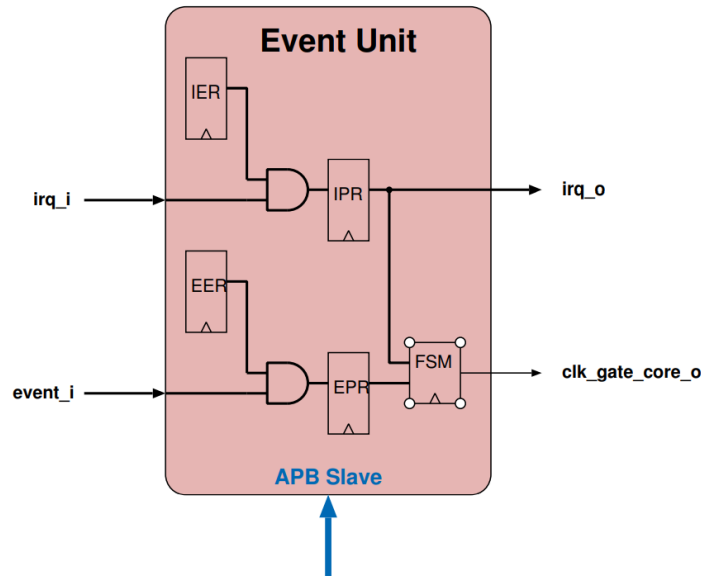 Event Unit
IER
irq_i
IPR
irq_o
EER
event_i
EPR
FSM
clk_gate_core_o
APB Slave